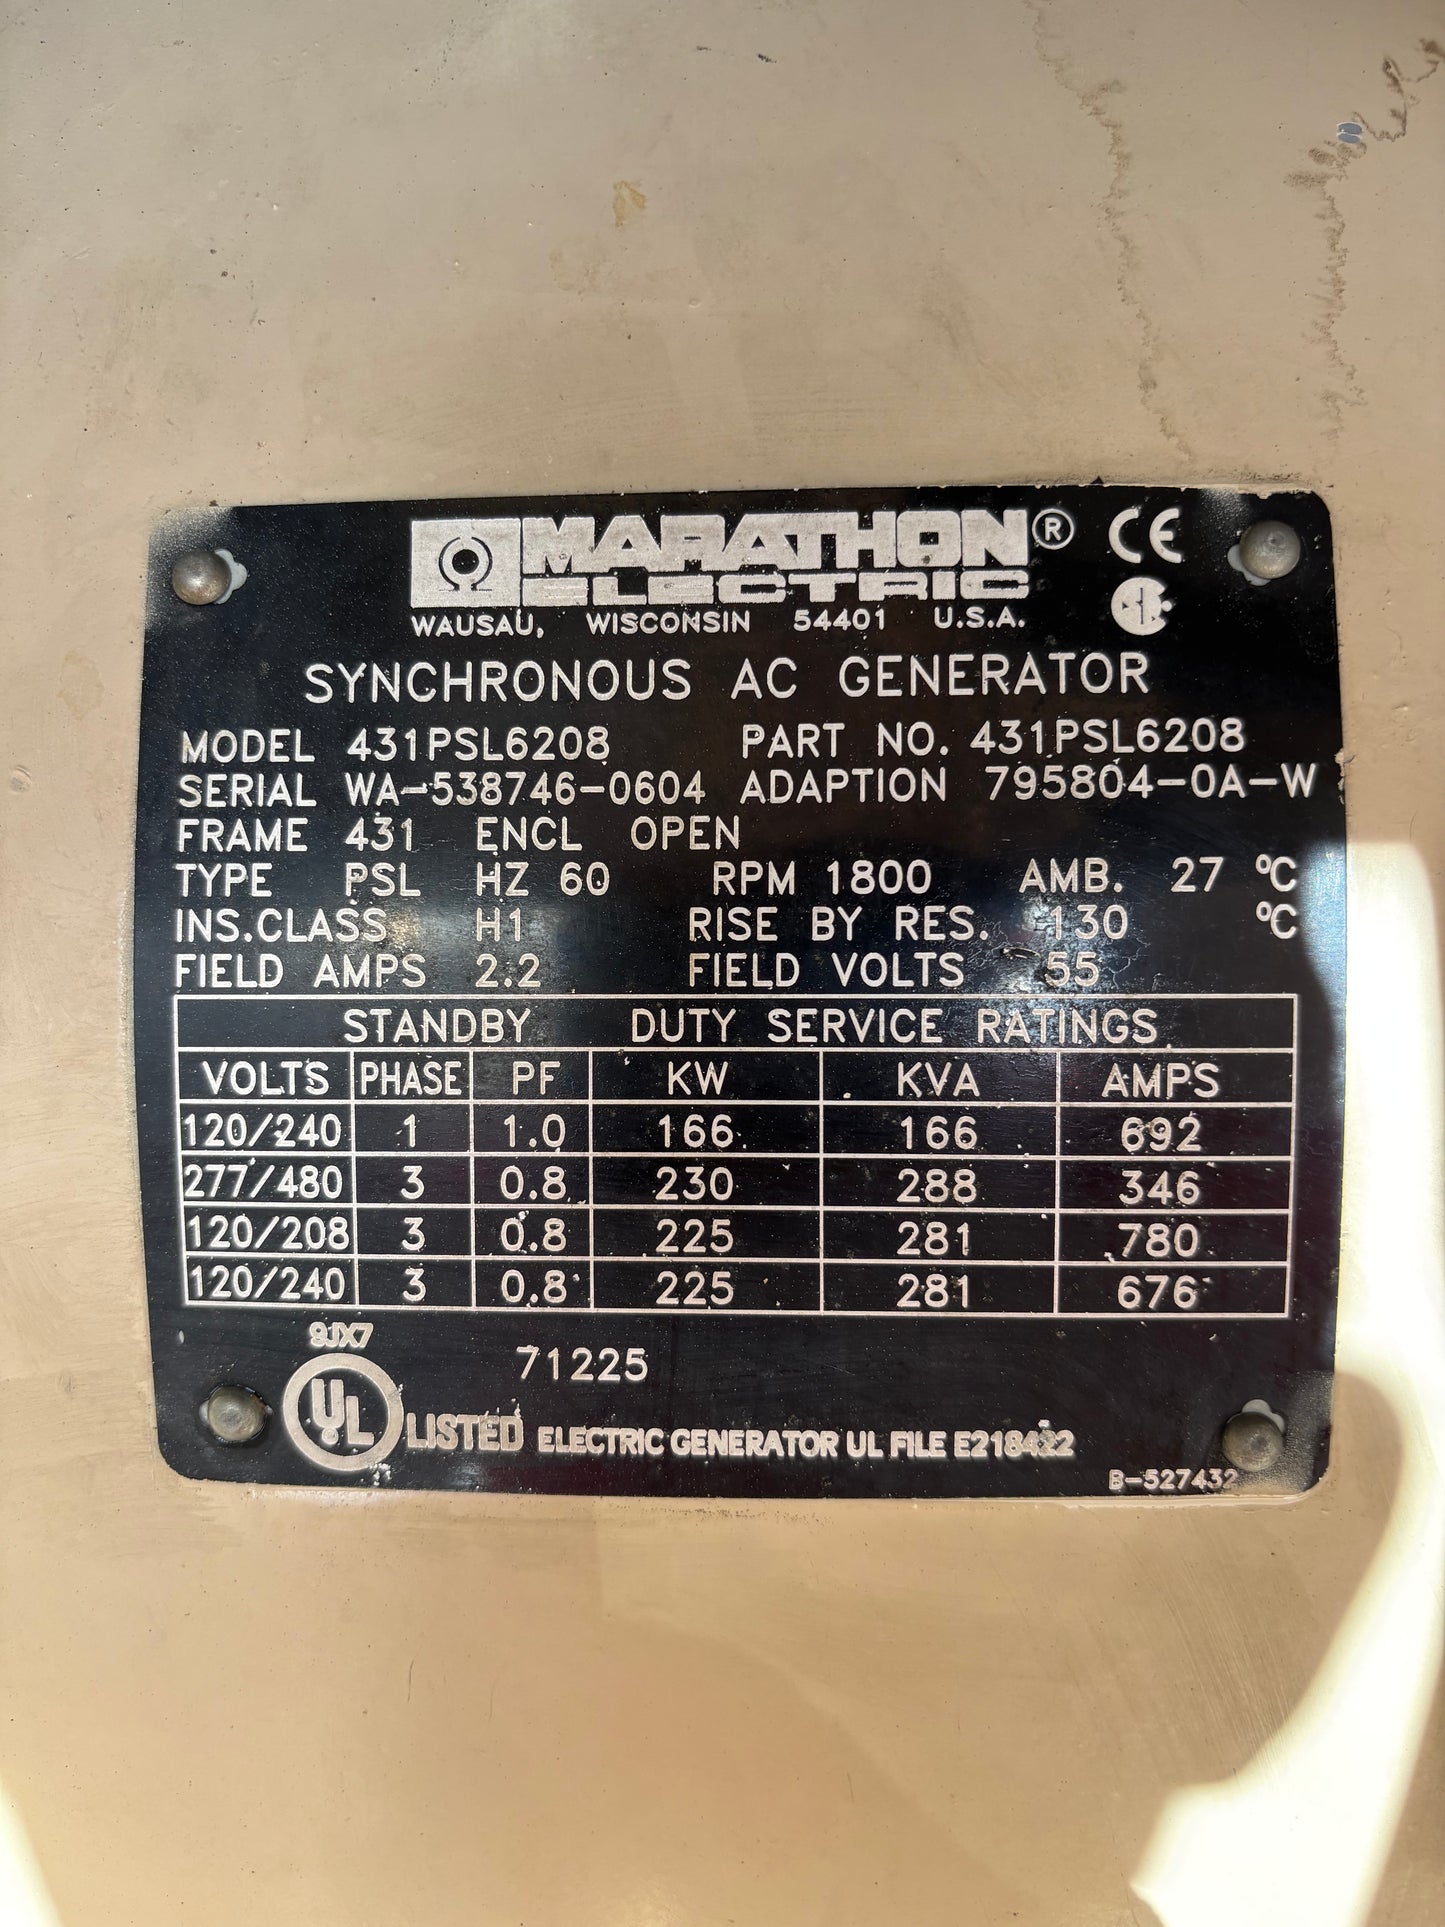 MARATHON®
ELECTRIC
CE
WAUSAU, WISCONSIN 54401 U.S.A.
SYNCHRONOUS AC GENERATOR
MODEL 431PSL6208 PART NO. 431PSL6208
SERIAL WA-538746-0604 ADAPTION 795804-0A-W
FRAME 431 ENCL OPEN
TYPE PSL HZ 60 RPM 1800 AMB. 27 °C
INS.CLASS H1 RISE BY RES. 130 °C
FIELD AMPS 2.2 FIELD VOLTS 55
STANDBY DUTY SERVICE RATINGS
VOLTS PHASE PF KW KVA AMPS
120/240 1 1.0 166 166 692
277/480 3 0.8 230 288 346
120/208 3 0.8 225 281 780
120/240 3 0.8 225 281 676
9JX7
71225
UL LISTED ELECTRIC GENERATOR UL FILE E218422
B-527432